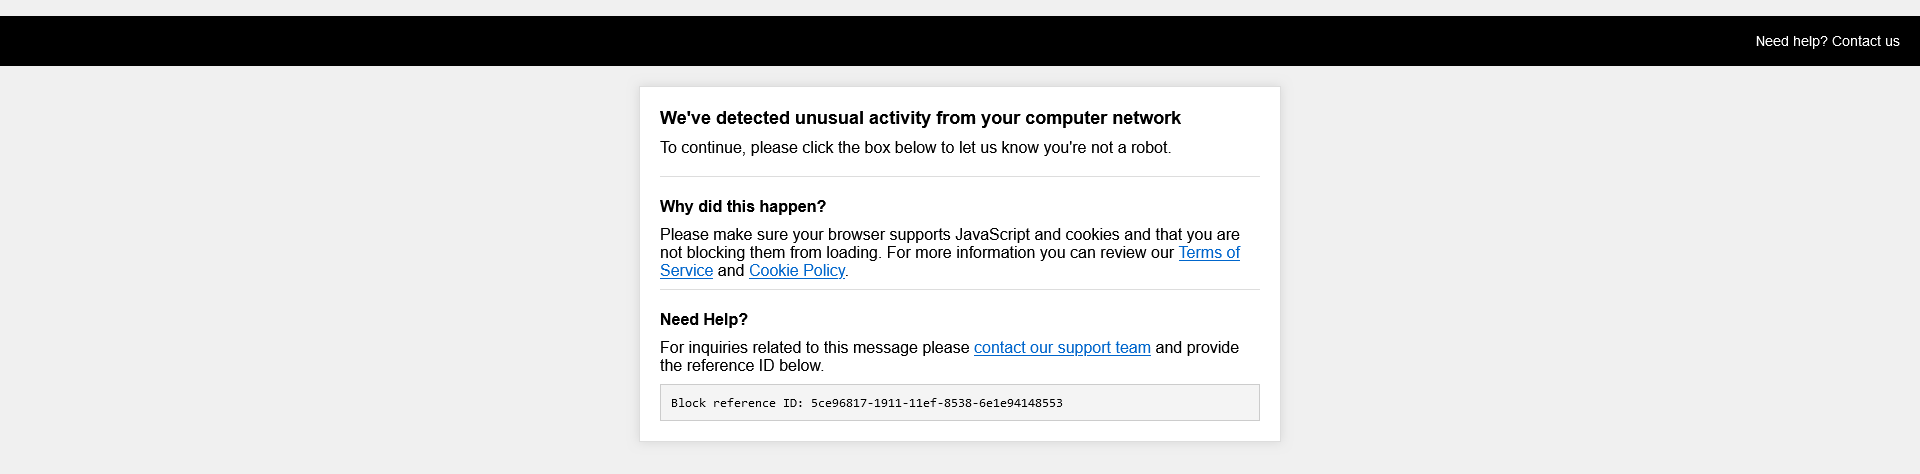 Need help? Contact us
We've detected unusual activity from your computer network
To continue, please click the box below to let us know you're not a robot.
Why did this happen?
Please make sure your browser supports JavaScript and cookies and that you are
not blocking them from loading. For more information you can review our Terms of
Service and Cookie Policy.
Need Help?
For inquiries related to this message please contact our support team and provide
the reference ID below.
Block reference ID: 5ce96817-1911-11ef-8538-6e1e94148553